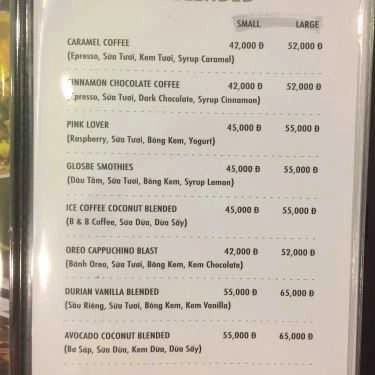 BLENDED
SMALL LARGE
CARAMEL COFFEE 42,000 Đ 52,000 Đ
(Epresso, Sữa Tươi, Kem Tươi, Syrup Caramel)
CINNAMON CHOCOLATE COFFEE 42,000 Đ 52,000 Đ
(Epresso, Sữa Tươi, Dark Chocolate, Syrup Cinnamon)
PINK LOVER 45,000 Đ 55,000 Đ
(Raspberry, Sữa Tươi, Bông Kem, Yogurt)
GLOSBE SMOTHIES 45,000 Đ 55,000 Đ
(Dâu Tằm, Sữa Tươi, Bông Kem, Syrup Lemon)
ICE COFFEE COCONUT BLENDED 45,000 Đ 55,000 Đ
(B & B Coffee, Sữa Dừa, Dừa Sấy)
OREO CAPPUCHINO BLAST 42,000 Đ 52,000 Đ
(Bánh Oreo, Sữa Tươi, Bông Kem, Kem Chocolate)
DURIAN VANILLA BLENDED 55,000 Đ 65,000 Đ
(Sầu Riêng, Sữa Tươi, Bông Kem, Kem Vanilla)
AVOCADO COCONUT BLENDED 55,000 Đ 65,000 Đ
(Bơ Sáp, Sữa Dừa, Kem Dừa, Dừa Sấy)